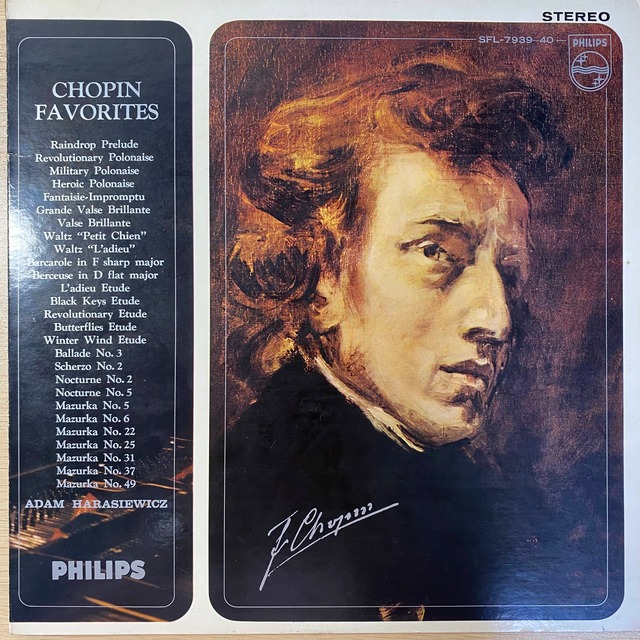 STEREO
SFL-7939-40
PHILIPS
CHOPIN
FAVORITES
Raindrop Prelude
Revolutionary Polonaise
Military Polonaise
Heroic Polonaise
Fantaisie-Impromptu
Grande Valse Brillante
Valse Brillante
Waltz "Petit Chien"
Waltz "L'adieu"
Barcarole in F sharp major
Berceuse in D flat major
L'adieu Etude
Black Keys Etude
Revolutionary Etude
Butterflies Etude
Winter Wind Etude
Ballade No. 3
Scherzo No. 2
Nocturne No. 2
Nocturne No. 5
Mazurka No. 5
Mazurka No. 6
Mazurka No. 22
Mazurka No. 25
Mazurka No. 31
Mazurka No. 37
Mazurka No. 49
ADAM HARASIEWICZ
PHILIPS
F. Chopin